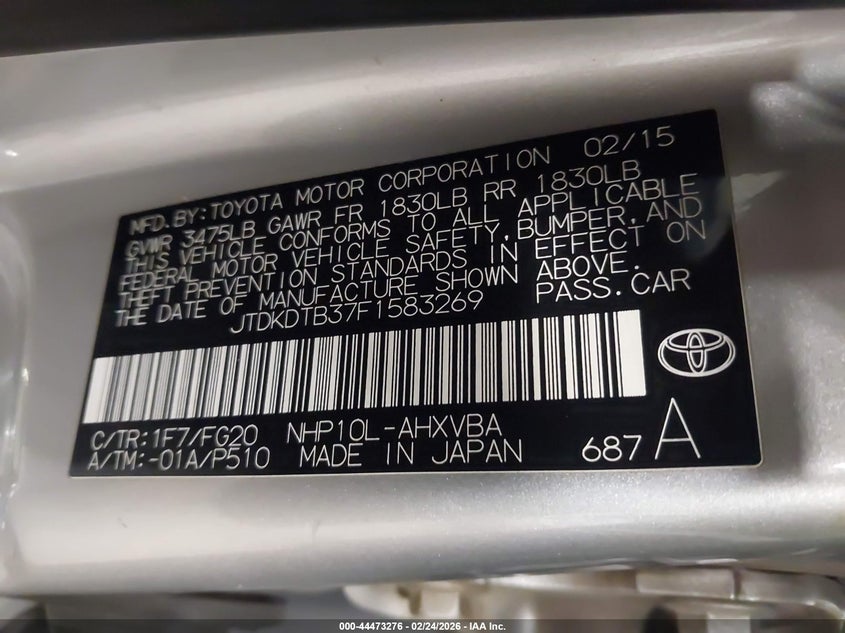 MFD. BY: TOYOTA MOTOR CORPORATION 02/15
GVWR 3475LB GAWR FR 1830LB RR 1830LB
THIS VEHICLE CONFORMS TO ALL APPLICABLE
FEDERAL MOTOR VEHICLE SAFETY, BUMPER, AND
THEFT PREVENTION STANDARDS IN EFFECT ON
THE DATE OF MANUFACTURE SHOWN ABOVE.
JTDKDTB37F1583269 PASS. CAR
C/TR: 1F7/FG20 NHP10L-AHXVBA
A/TM: -01A/P510 MADE IN JAPAN 687 A
000-44473276 - 02/24/2026 - IAA Inc.